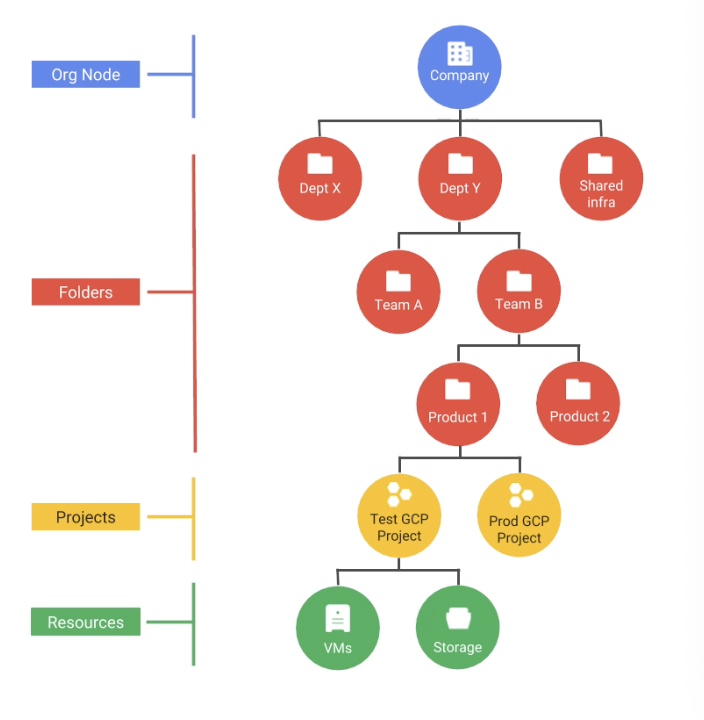 Org Node
Company
Dept X
Dept Y
Shared
infra
Folders
Team A
Team B
Product 1
Product 2
Projects
Test GCP
Project
Prod GCP
Project
Resources
VMs
Storage